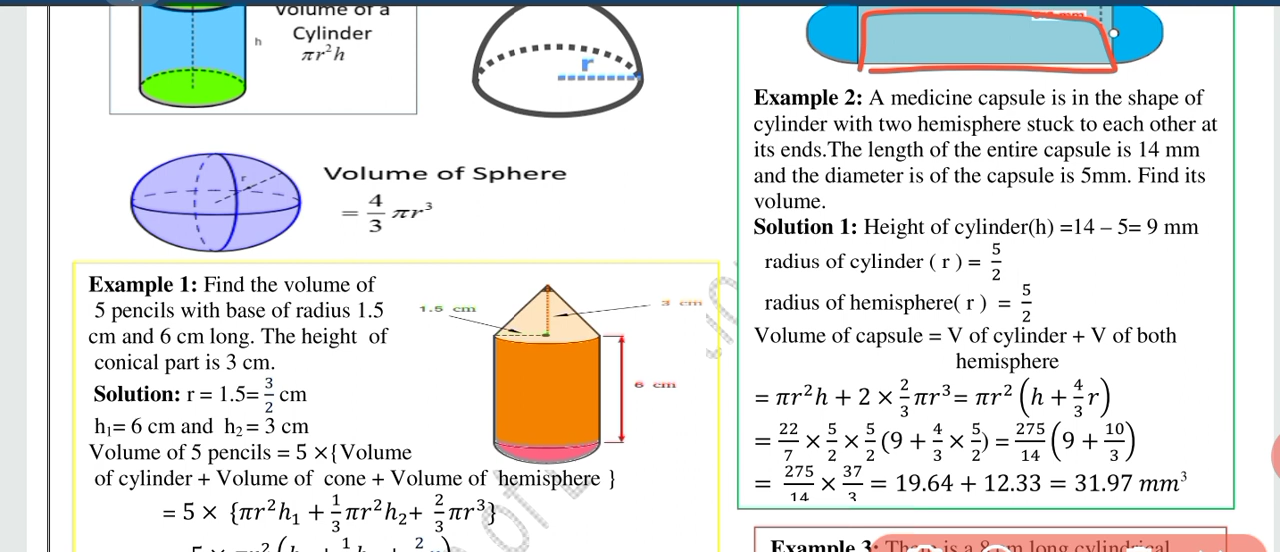 Volume of a
Cylinder
πr²h
h
r
Volume of Sphere
= 4/3 πr³
r
Example 1: Find the volume of
5 pencils with base of radius 1.5
cm and 6 cm long. The height of
conical part is 3 cm.
Solution: r = 1.5= 3/2 cm
h₁= 6 cm and h₂ = 3 cm
Volume of 5 pencils = 5 ×{Volume
of cylinder + Volume of cone + Volume of hemisphere }
= 5 × {πr²h₁ + 1/3 πr²h₂+ 2/3 πr³}
1.5 cm
3 cm
6 cm
Example 2: A medicine capsule is in the shape of
cylinder with two hemisphere stuck to each other at
its ends.The length of the entire capsule is 14 mm
and the diameter is of the capsule is 5mm. Find its
volume.
Solution 1: Height of cylinder(h) =14 – 5= 9 mm
radius of cylinder ( r ) = 5/2
radius of hemisphere( r ) = 5/2
Volume of capsule = V of cylinder + V of both
hemisphere
= πr²h + 2 × 2/3 πr³= πr² (h + 4/3 r)
= 22/7 × 5/2 × 5/2 (9 + 4/3 × 5/2) = 275/14 (9 + 10/3)
= 275/14 × 37/3 = 19.64 + 12.33 = 31.97 mm³
Example 3: There is a 8 cm long cylindrical